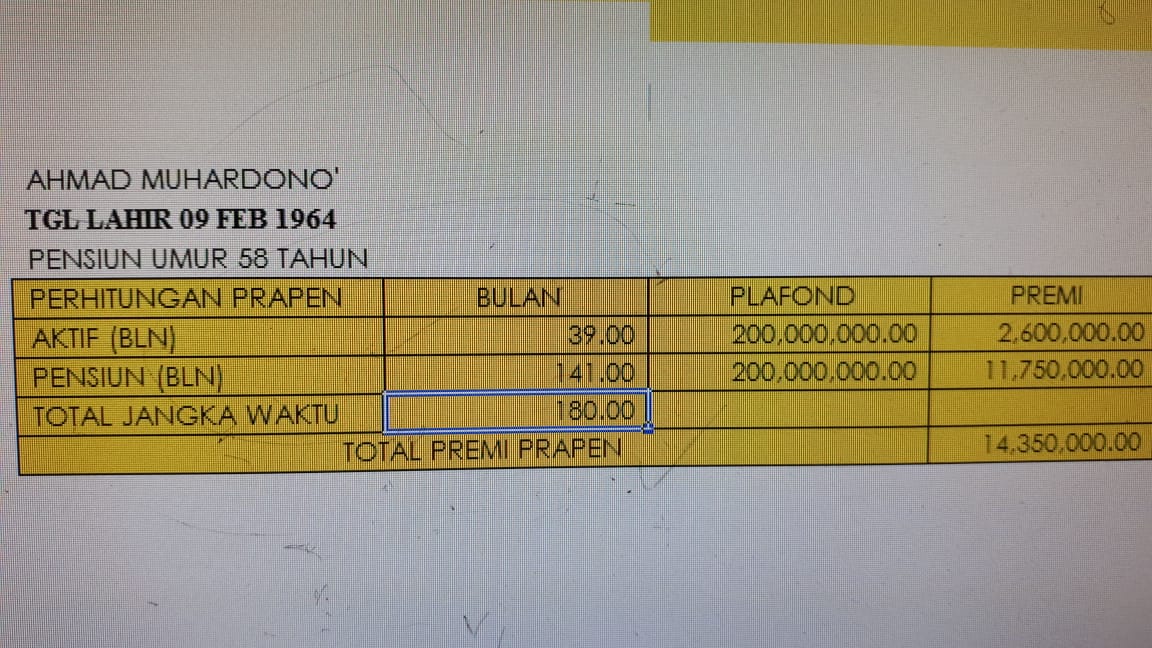 AHMAD MUHARDONO'
TGL LAHIR 09 FEB 1964
PENSIUN UMUR 58 TAHUN
PERHITUNGAN PRAPEN BULAN PLAFOND PREMI
AKTIF (BLN) 39.00 200,000,000.00 2,600,000.00
PENSIUN (BLN) 141.00 200,000,000.00 11,750,000.00
TOTAL JANGKA WAKTU 180.00
TOTAL PREMI PRAPEN 14,350,000.00